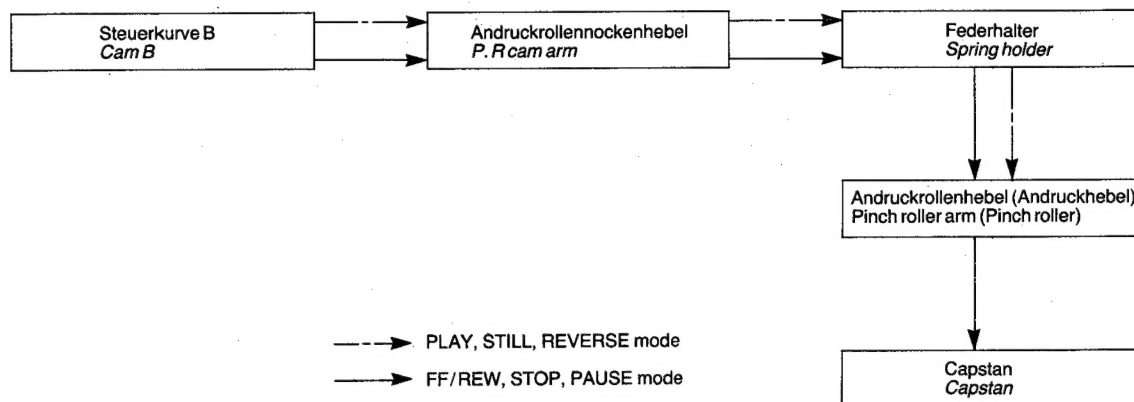 Steuerkurve B
Cam B
Andruckrollennockenhebel
P. R cam arm
Federhalter
Spring holder
Andruckrollenhebel (Andruckhebel)
Pinch roller arm (Pinch roller)
PLAY, STILL, REVERSE mode
FF/REW, STOP, PAUSE mode
Capstan
Capstan